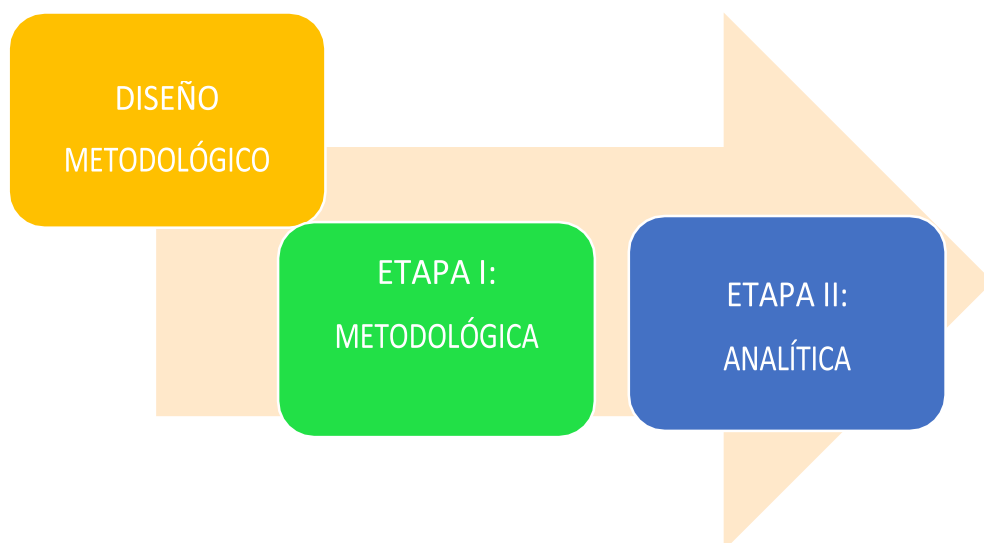 DISEÑO
METODOLÓGICO
ETAPA I:
METODOLÓGICA
ETAPA II:
ANALÍTICA